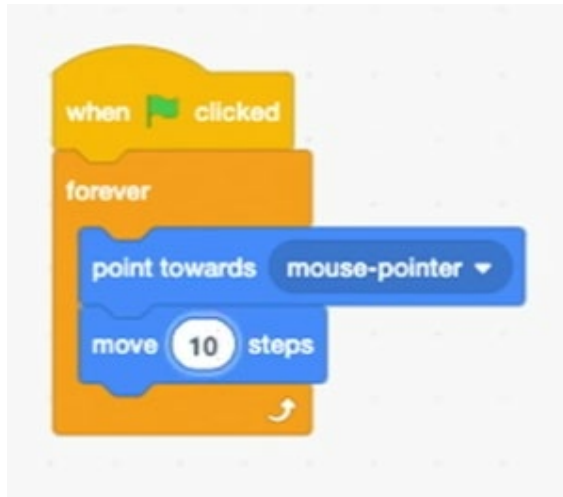 when clicked
forever
point towards mouse-pointer
move 10 steps